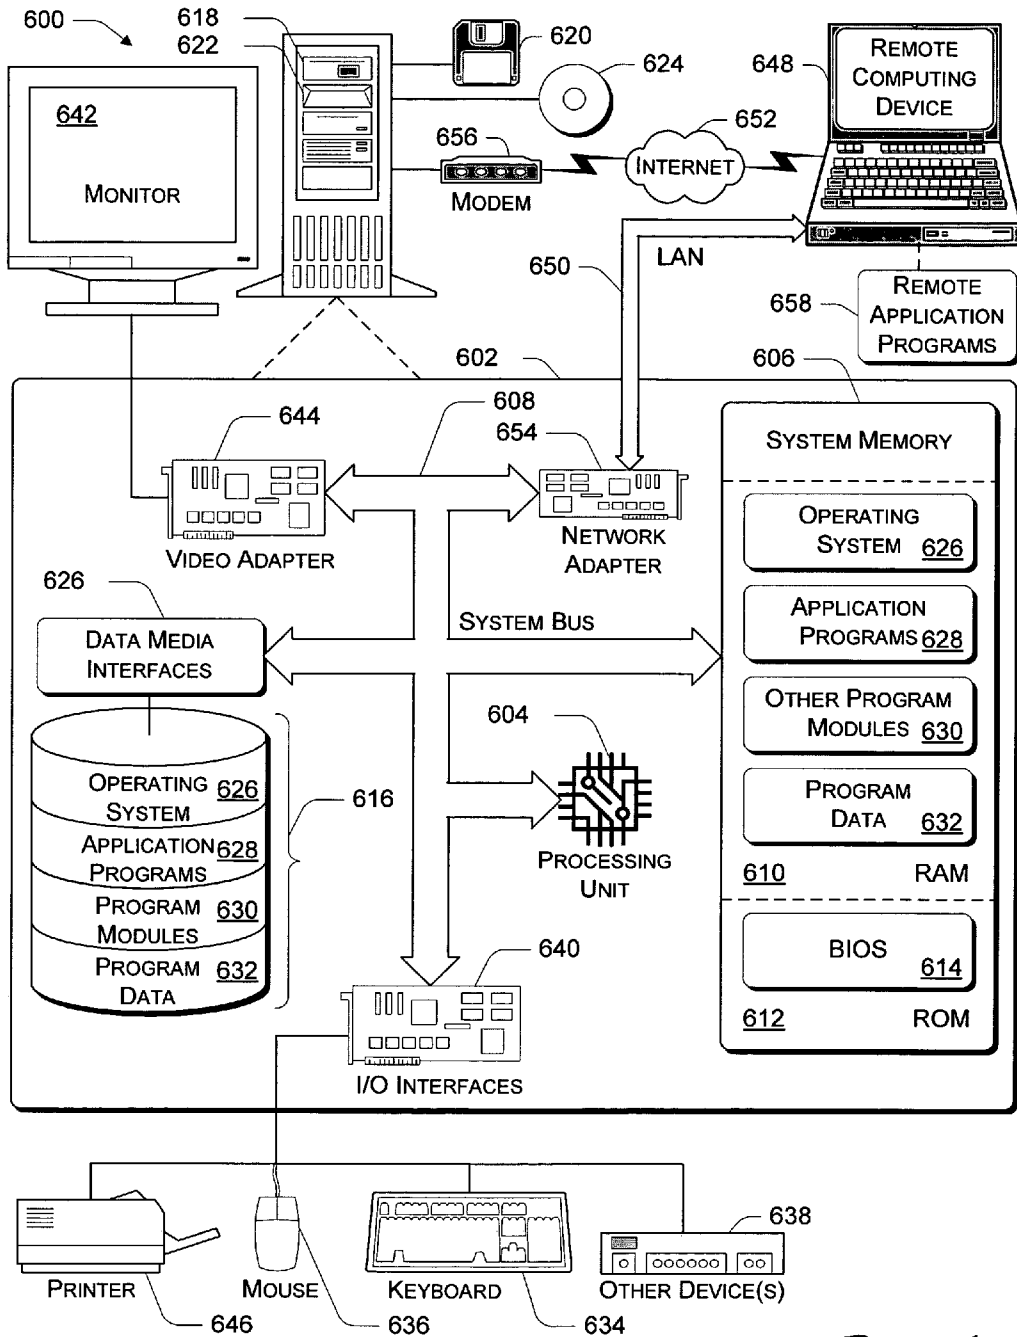 600
618
622
620
624
648
REMOTE
COMPUTING
DEVICE
642
MONITOR
656
MODEM
652
INTERNET
650
LAN
658
REMOTE
APPLICATION
PROGRAMS
602
606
644
608
654
VIDEO ADAPTER
NETWORK
ADAPTER
SYSTEM MEMORY
OPERATING
SYSTEM 626
APPLICATION
PROGRAMS 628
OTHER PROGRAM
MODULES 630
PROGRAM
DATA 632
610 RAM
BIOS 614
612 ROM
626
DATA MEDIA
INTERFACES
SYSTEM BUS
604
PROCESSING
UNIT
OPERATING 626
SYSTEM
APPLICATION 628
PROGRAMS
PROGRAM 630
MODULES
PROGRAM 632
DATA
616
640
I/O INTERFACES
PRINTER
646
MOUSE
636
KEYBOARD
634
638
OTHER DEVICE(S)